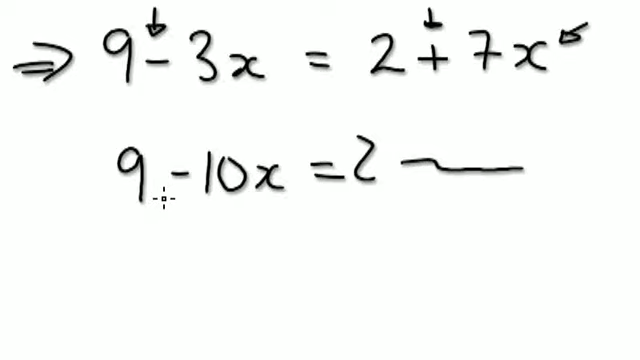 ⇒ 9 - 3x = 2 + 7x
9 - 10x = 2